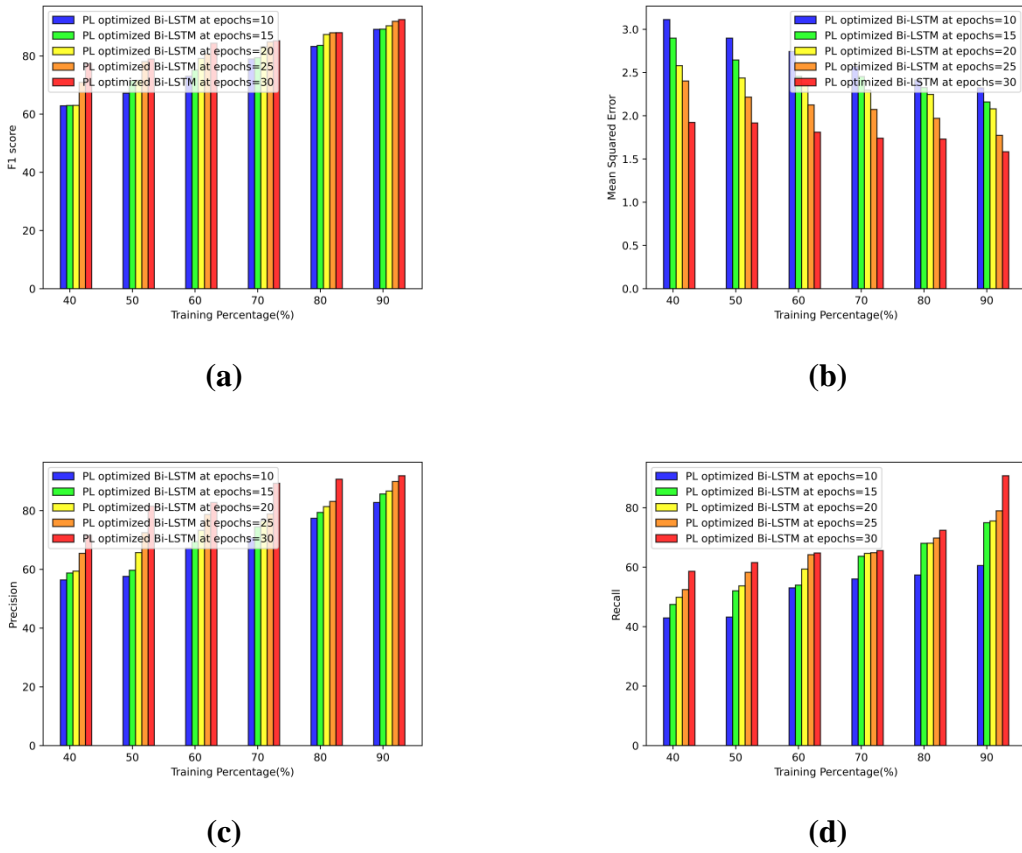 PL optimized Bi-LSTM at epochs=10
PL optimized Bi-LSTM at epochs=15
PL optimized Bi-LSTM at epochs=20
PL optimized Bi-LSTM at epochs=25
PL optimized Bi-LSTM at epochs=30
80
60
40
20
0
F1 score
40 50 60 70 80 90
Training Percentage(%)
(a)
PL optimized Bi-LSTM at epochs=10
PL optimized Bi-LSTM at epochs=15
PL optimized Bi-LSTM at epochs=20
PL optimized Bi-LSTM at epochs=25
PL optimized Bi-LSTM at epochs=30
3.0
2.5
2.0
1.5
1.0
0.5
0.0
Mean Squared Error
40 50 60 70 80 90
Training Percentage(%)
(b)
PL optimized Bi-LSTM at epochs=10
PL optimized Bi-LSTM at epochs=15
PL optimized Bi-LSTM at epochs=20
PL optimized Bi-LSTM at epochs=25
PL optimized Bi-LSTM at epochs=30
80
60
40
20
0
Precision
40 50 60 70 80 90
Training Percentage(%)
(c)
PL optimized Bi-LSTM at epochs=10
PL optimized Bi-LSTM at epochs=15
PL optimized Bi-LSTM at epochs=20
PL optimized Bi-LSTM at epochs=25
PL optimized Bi-LSTM at epochs=30
80
60
40
20
0
Recall
40 50 60 70 80 90
Training Percentage(%)
(d)